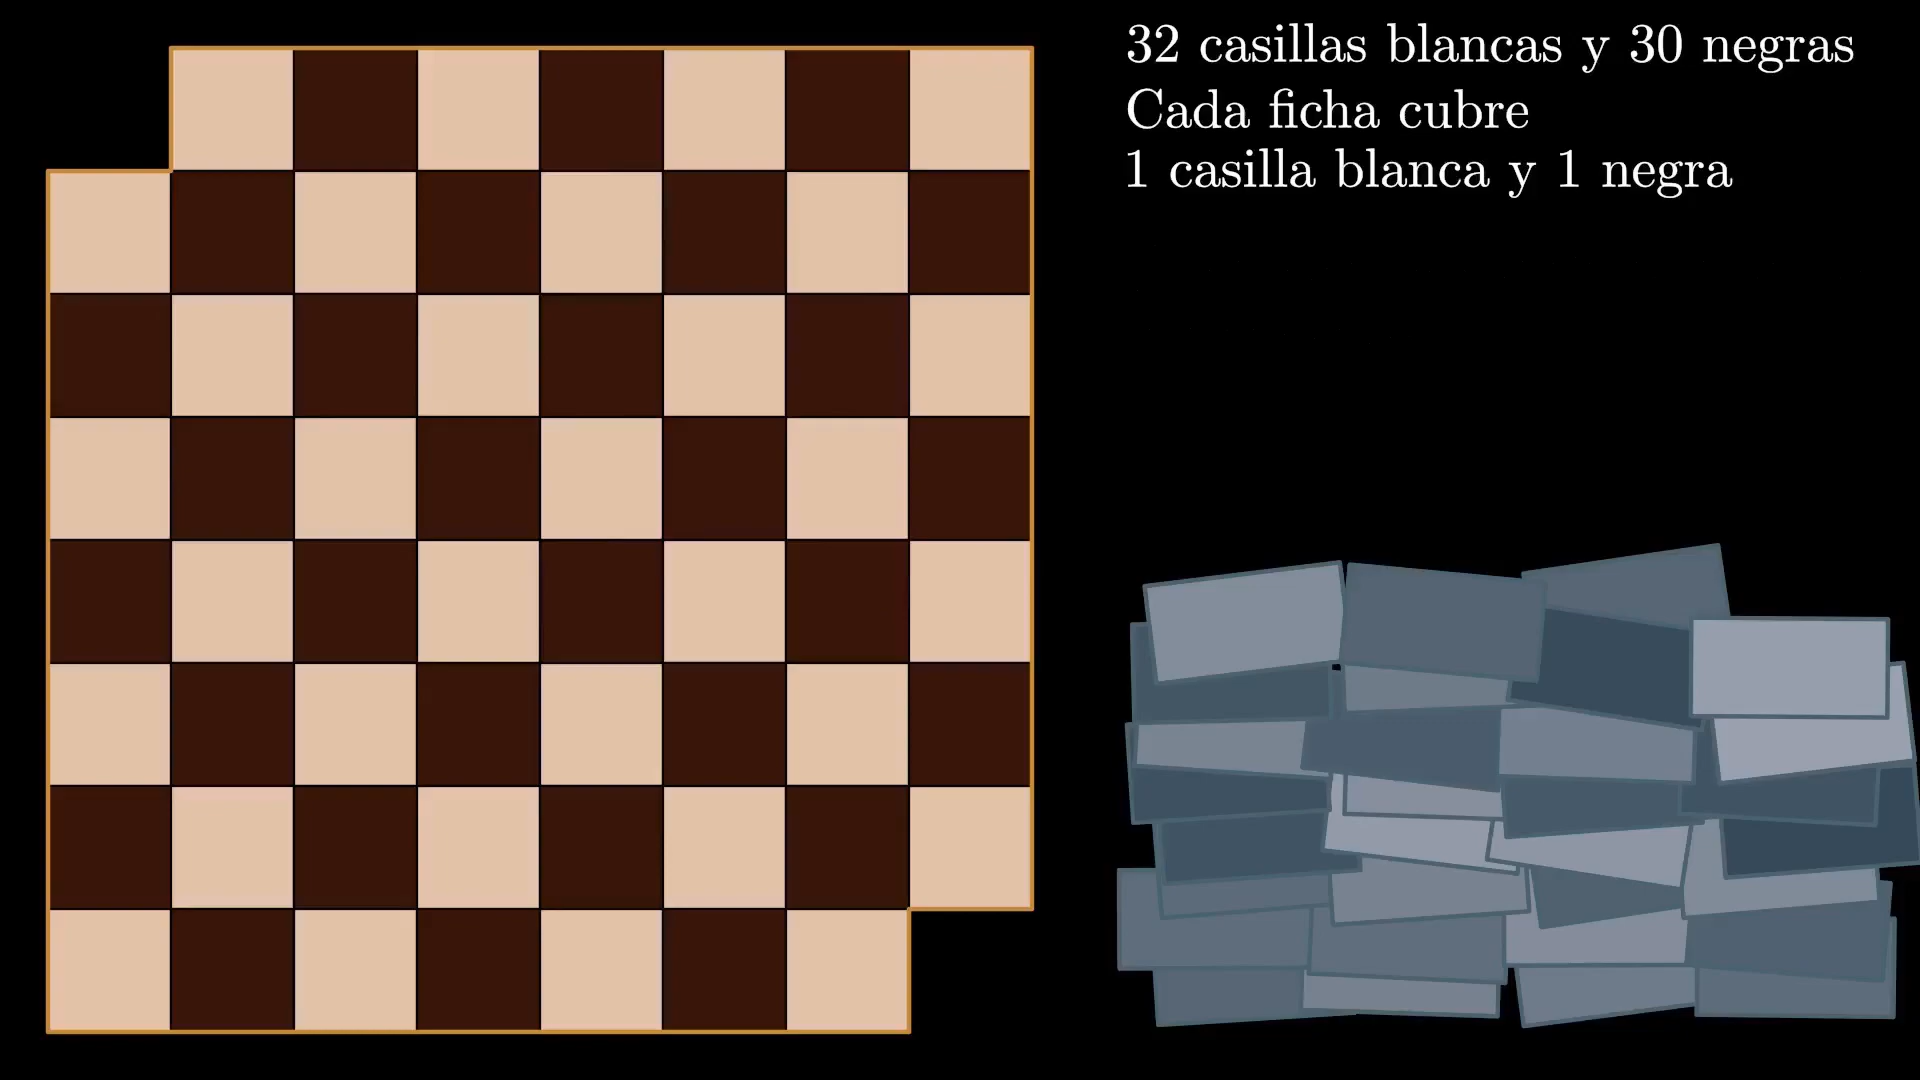 32 casillas blancas y 30 negras
Cada ficha cubre
1 casilla blanca y 1 negra